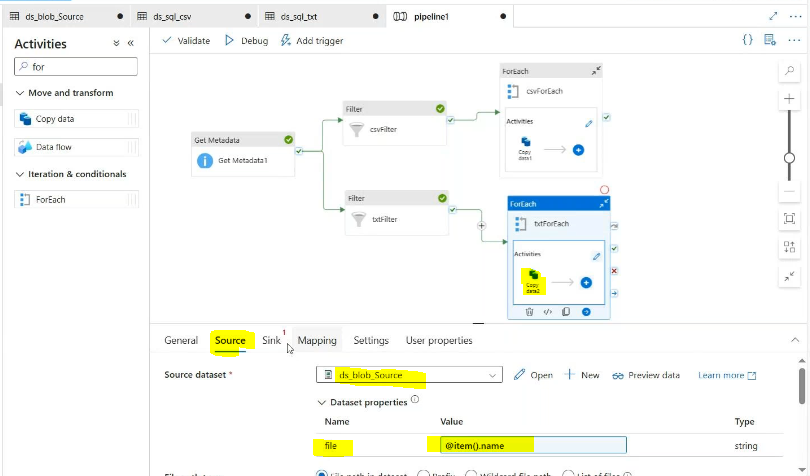 ds_blob_Source
ds_sql_csv
ds_sql_txt
pipeline1
Activities
for
Move and transform
Copy data
Data flow
Iteration & conditionals
ForEach
Validate
Debug
Add trigger
Get Metadata
Get Metadata1
Filter
csvFilter
Filter
txtFilter
ForEach
csvForEach
Activities
Copy
data1
ForEach
txtForEach
Activities
Copy
data2
General
Source
Sink 1
Mapping
Settings
User properties
Source dataset *
ds_blob_Source
Open
New
Preview data
Learn more
Dataset properties
Name Value Type
file @item().name string
File path in dataset
Prefix
Wildcard file path
List of files